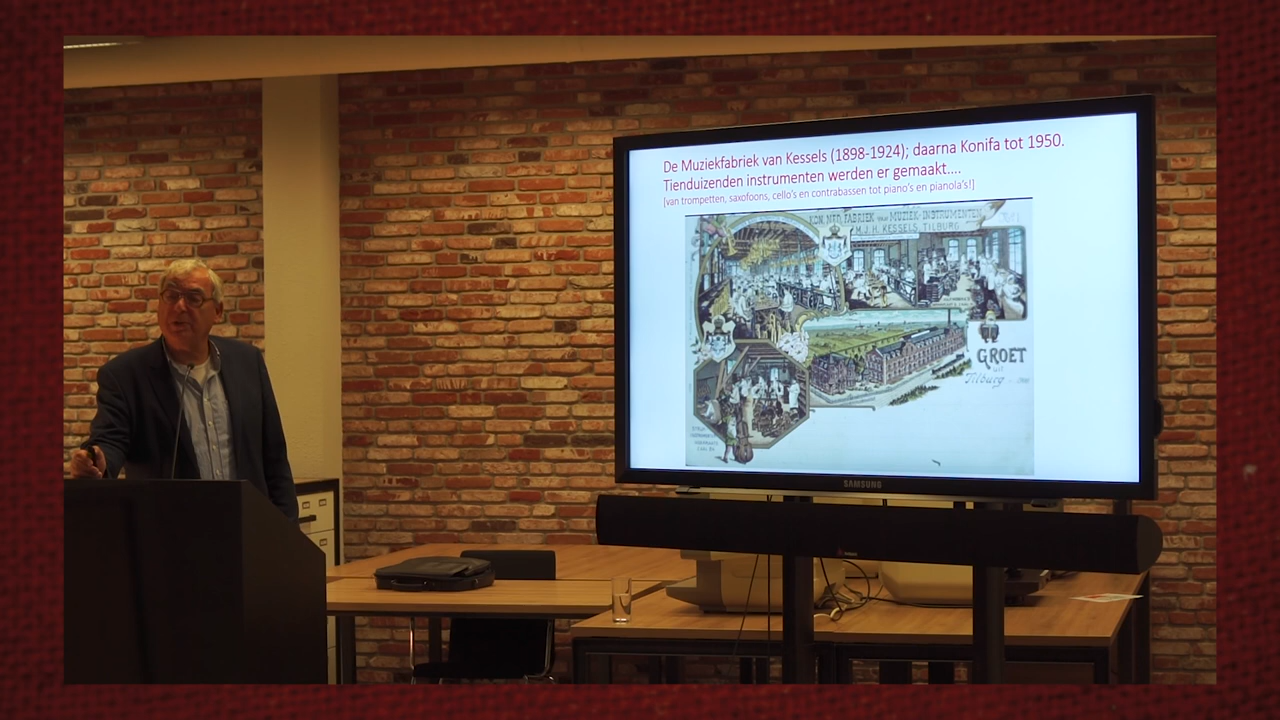 De Muziekfabriek van Kessels (1898-1924); daarna Konifa tot 1950.
Tienduizenden instrumenten werden er gemaakt....
[van trompetten, saxofoons, cello's en contrabassen tot piano's en pianola's!]
KON. NED. FABRIEK VAN MUZIEK-INSTRUMENTEN
M.J.H. KESSELS, TILBURG
GROET
uit
Tilburg
SAMSUNG